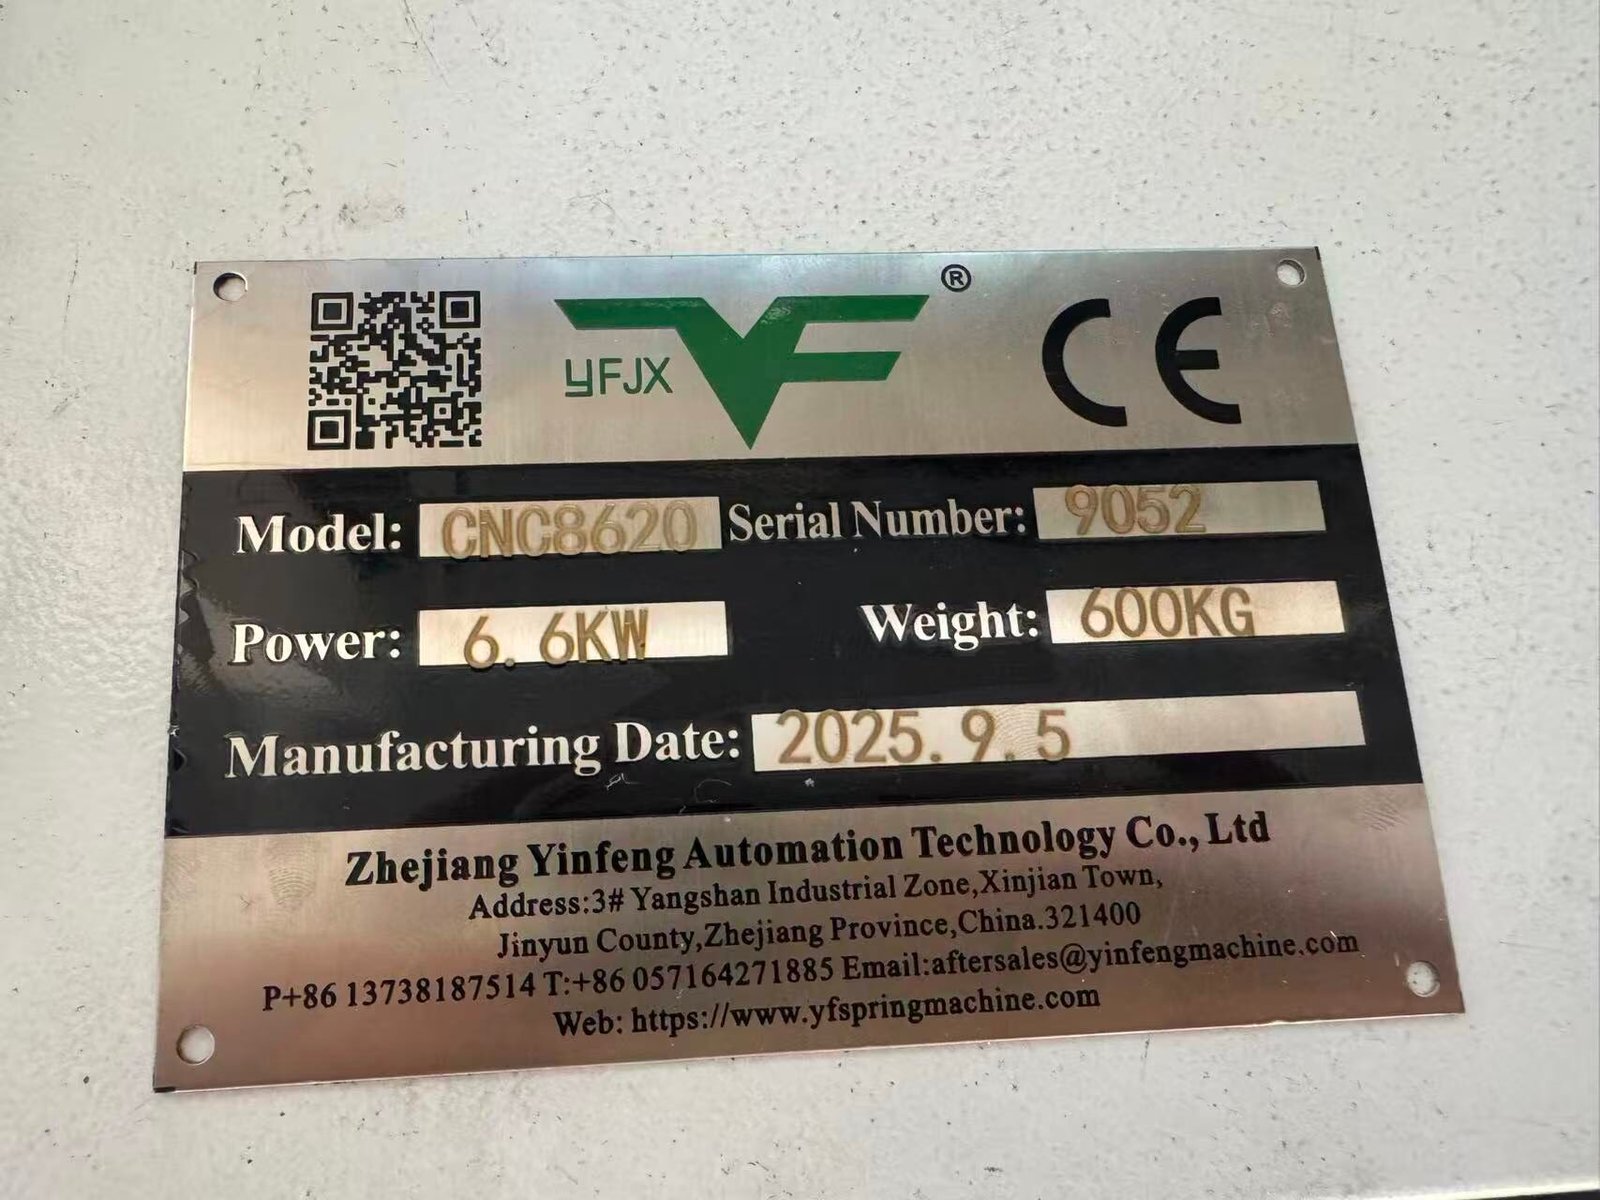 ®
YFJX
CE
Model: CNC8620 Serial Number: 9052
Power: 6.6KW Weight: 600KG
Manufacturing Date: 2025.9.5
Zhejiang Yinfeng Automation Technology Co., Ltd
Address:3# Yangshan Industrial Zone,Xinjian Town,
Jinyun County,Zhejiang Province,China.321400
P+86 13738187514 T:+86 057164271885 Email:aftersales@yinfengmachine.com
Web: https://www.yfspringmachine.com